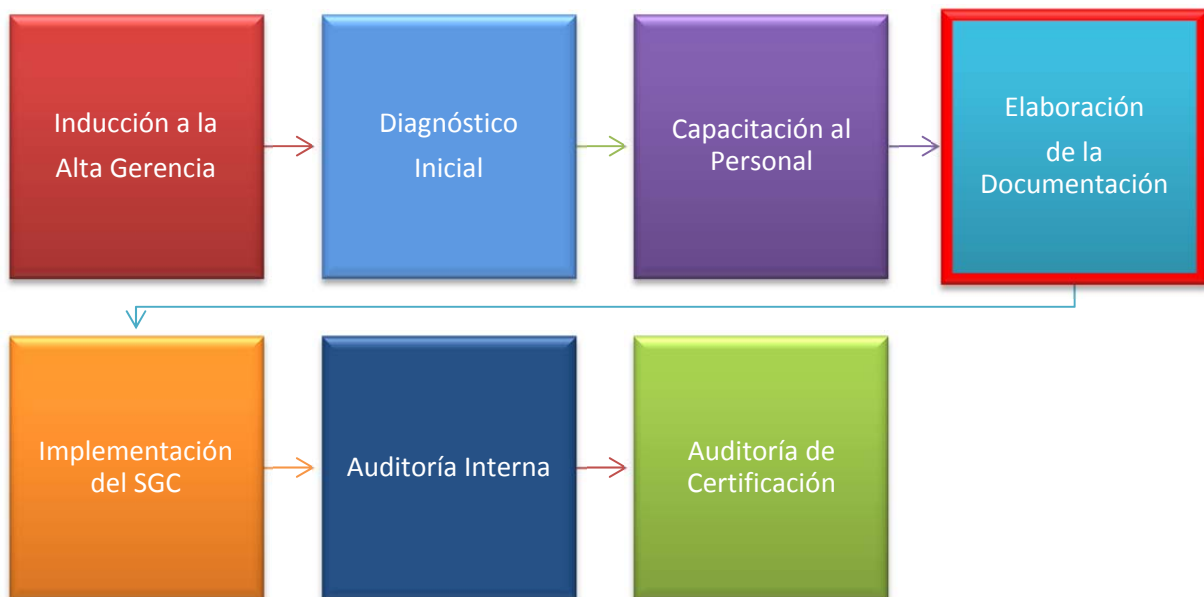 Inducción a la
Alta Gerencia
Diagnóstico
Inicial
Capacitación al
Personal
Elaboración
de la
Documentación
Implementación
del SGC
Auditoría Interna
Auditoría de
Certificación